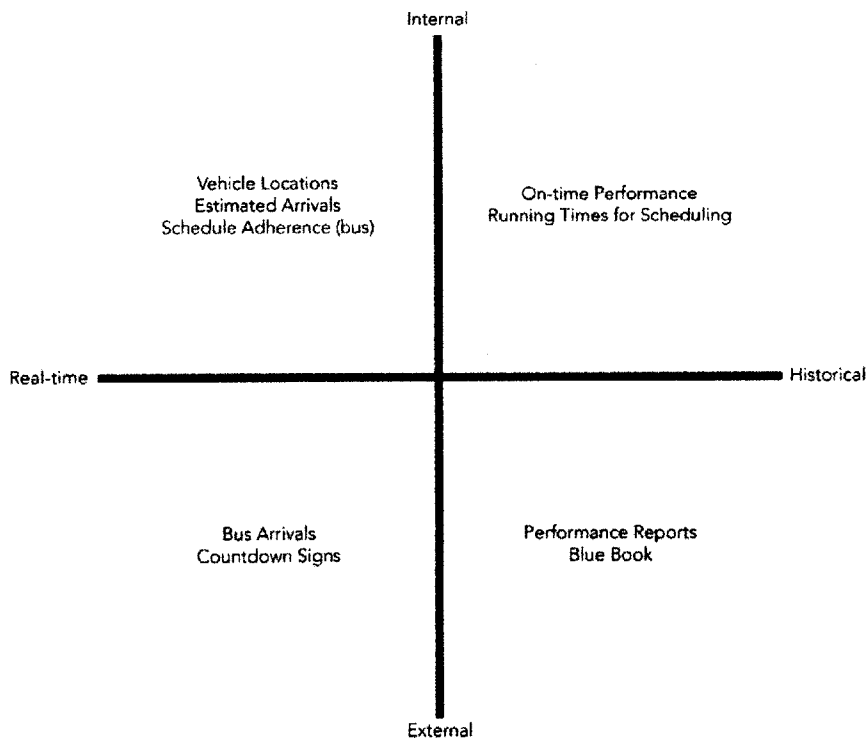 Internal
Vehicle Locations
Estimated Arrivals
Schedule Adherence (bus)
On-time Performance
Running Times for Scheduling
Real-time
Historical
Bus Arrivals
Countdown Signs
Performance Reports
Blue Book
External